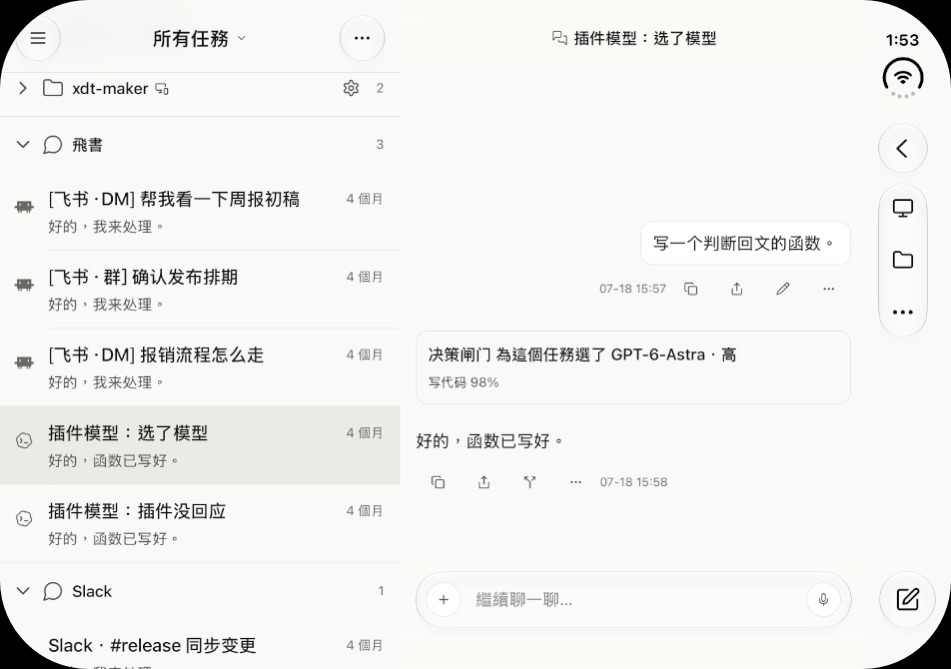 所有任務
xdt-maker
2
飛書
3
[飞书 · DM] 帮我看一下周报初稿
4 個月
好的，我来处理。
[飞书 · 群] 确认发布排期
4 個月
好的，我来处理。
[飞书 · DM] 报销流程怎么走
4 個月
好的，我来处理。
插件模型：选了模型
4 個月
好的，函数已写好。
插件模型：插件没回应
4 個月
好的，函数已写好。
Slack
1
Slack · #release 同步变更
4 個月
插件模型：选了模型
写一个判断回文的函数。
07-18 15:57
决策闸门 為這個任務選了 GPT-6-Astra · 高
写代码 98%
好的，函数已写好。
07-18 15:58
繼續聊一聊...
1:53